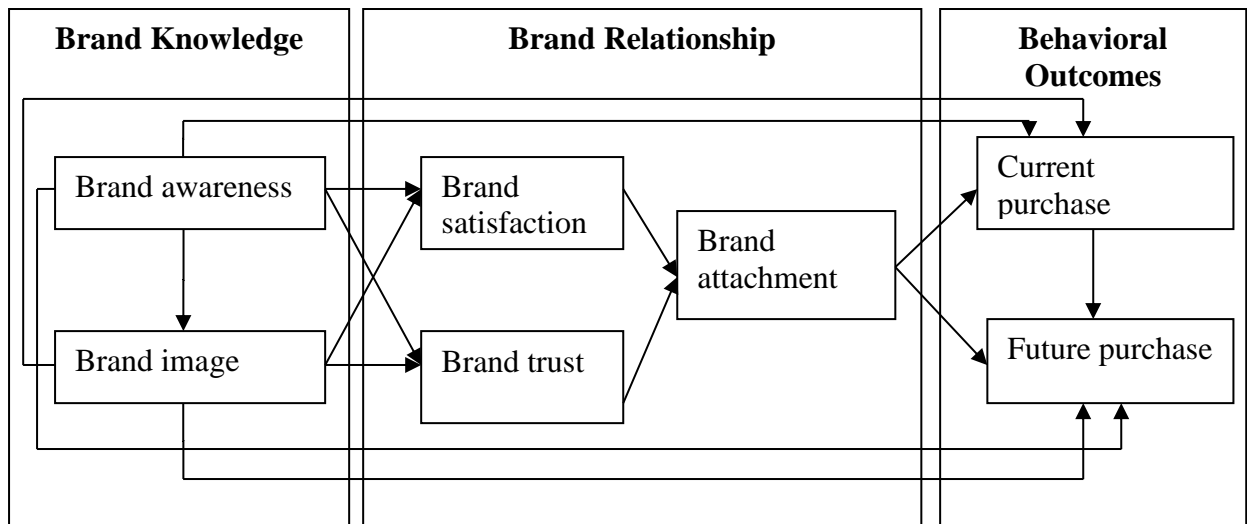 Brand Knowledge
Brand Relationship
Behavioral
Outcomes
Brand awareness
Brand image
Brand
satisfaction
Brand trust
Brand
attachment
Current
purchase
Future purchase